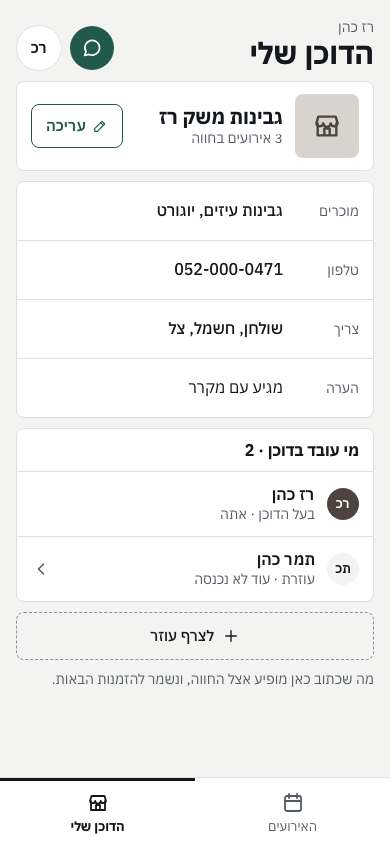 רז כהן
הדוכן שלי
רכ
גבינות משק רז
3 אירועים בחווה
עריכה
מוכרים
גבינות עיזים, יוגורט
טלפון
052-000-0471
צריך
שולחן, חשמל, צל
הערה
מגיע עם מקרר
מי עובד בדוכן · 2
רכ
רז כהן
בעל הדוכן · אתה
תכ
תמר כהן
עוזרת · עוד לא נכנסה
לצרף עוזר
מה שכתוב כאן מופיע אצל החווה, ונשמר להזמנות הבאות.
האירועים
הדוכן שלי